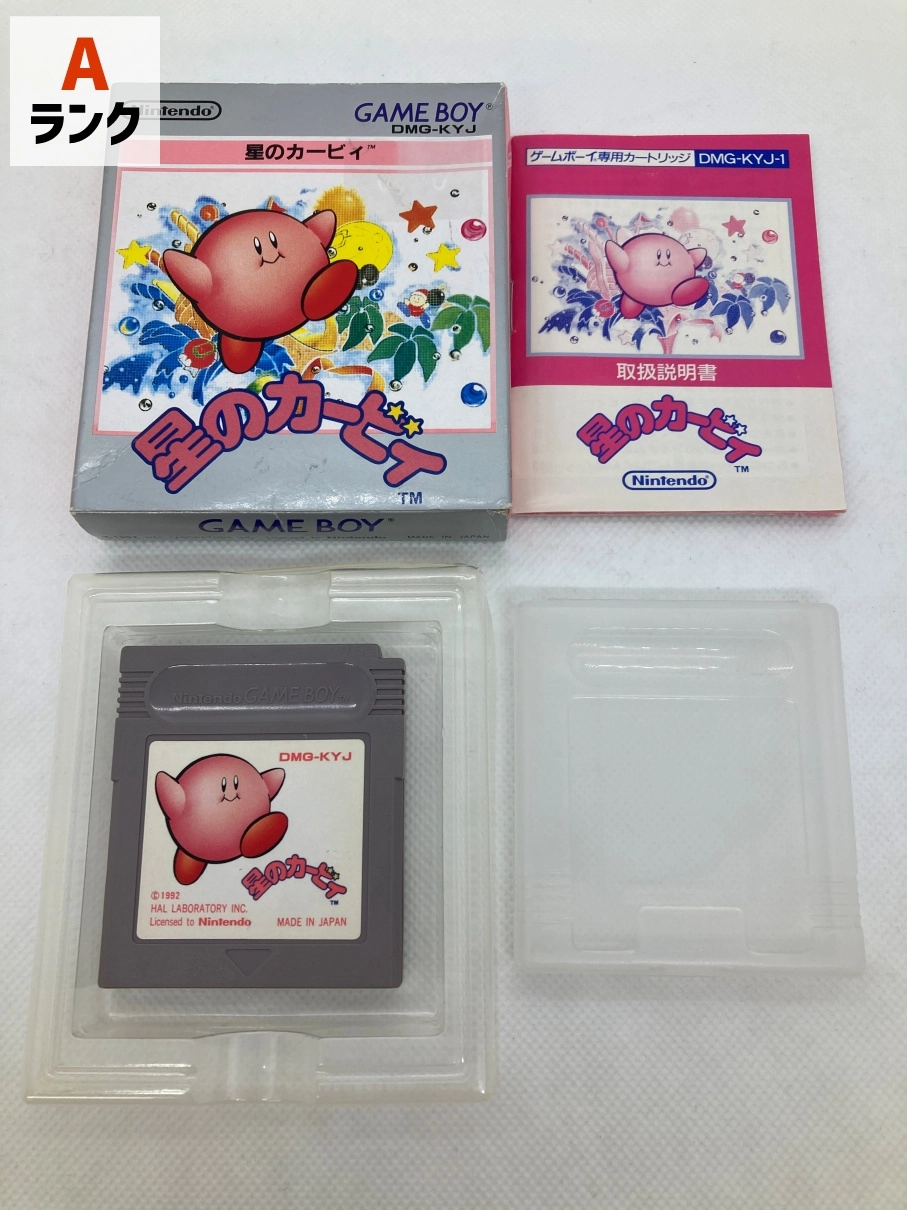 A
ランク
Nintendo
GAME BOY®
DMG-KYJ
星のカービィ™
星のカービィ
TM
GAME BOY®
Nintendo
MADE IN JAPAN
ゲームボーイ®専用カートリッジ DMG-KYJ-1
取扱説明書
星のカービィ
TM
Nintendo®
Nintendo GAME BOY™
DMG-KYJ
星のカービィ
TM
©1992
HAL LABORATORY INC.
Licensed to Nintendo MADE IN JAPAN